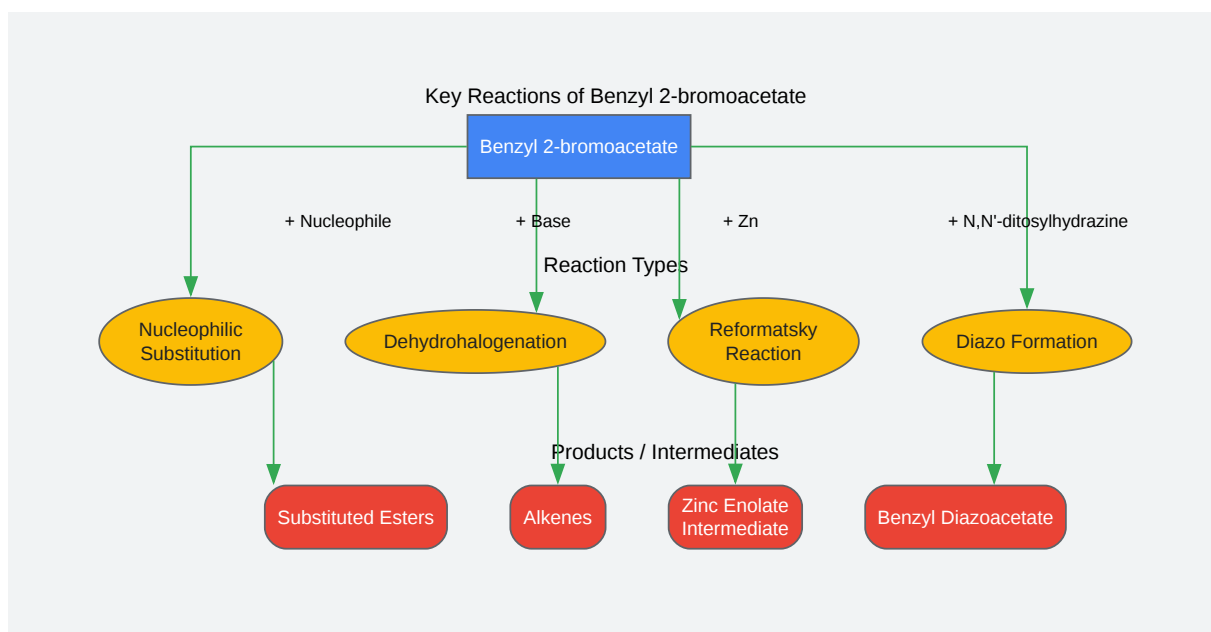 Key Reactions of Benzyl 2-bromoacetate
Benzyl 2-bromoacetate
+ Nucleophile
+ Base
+ Zn
+ N,N'-ditosylhydrazine
Reaction Types
Nucleophilic
Substitution
Dehydrohalogenation
Reformatsky
Reaction
Diazo Formation
Products / Intermediates
Substituted Esters
Alkenes
Zinc Enolate
Intermediate
Benzyl Diazoacetate